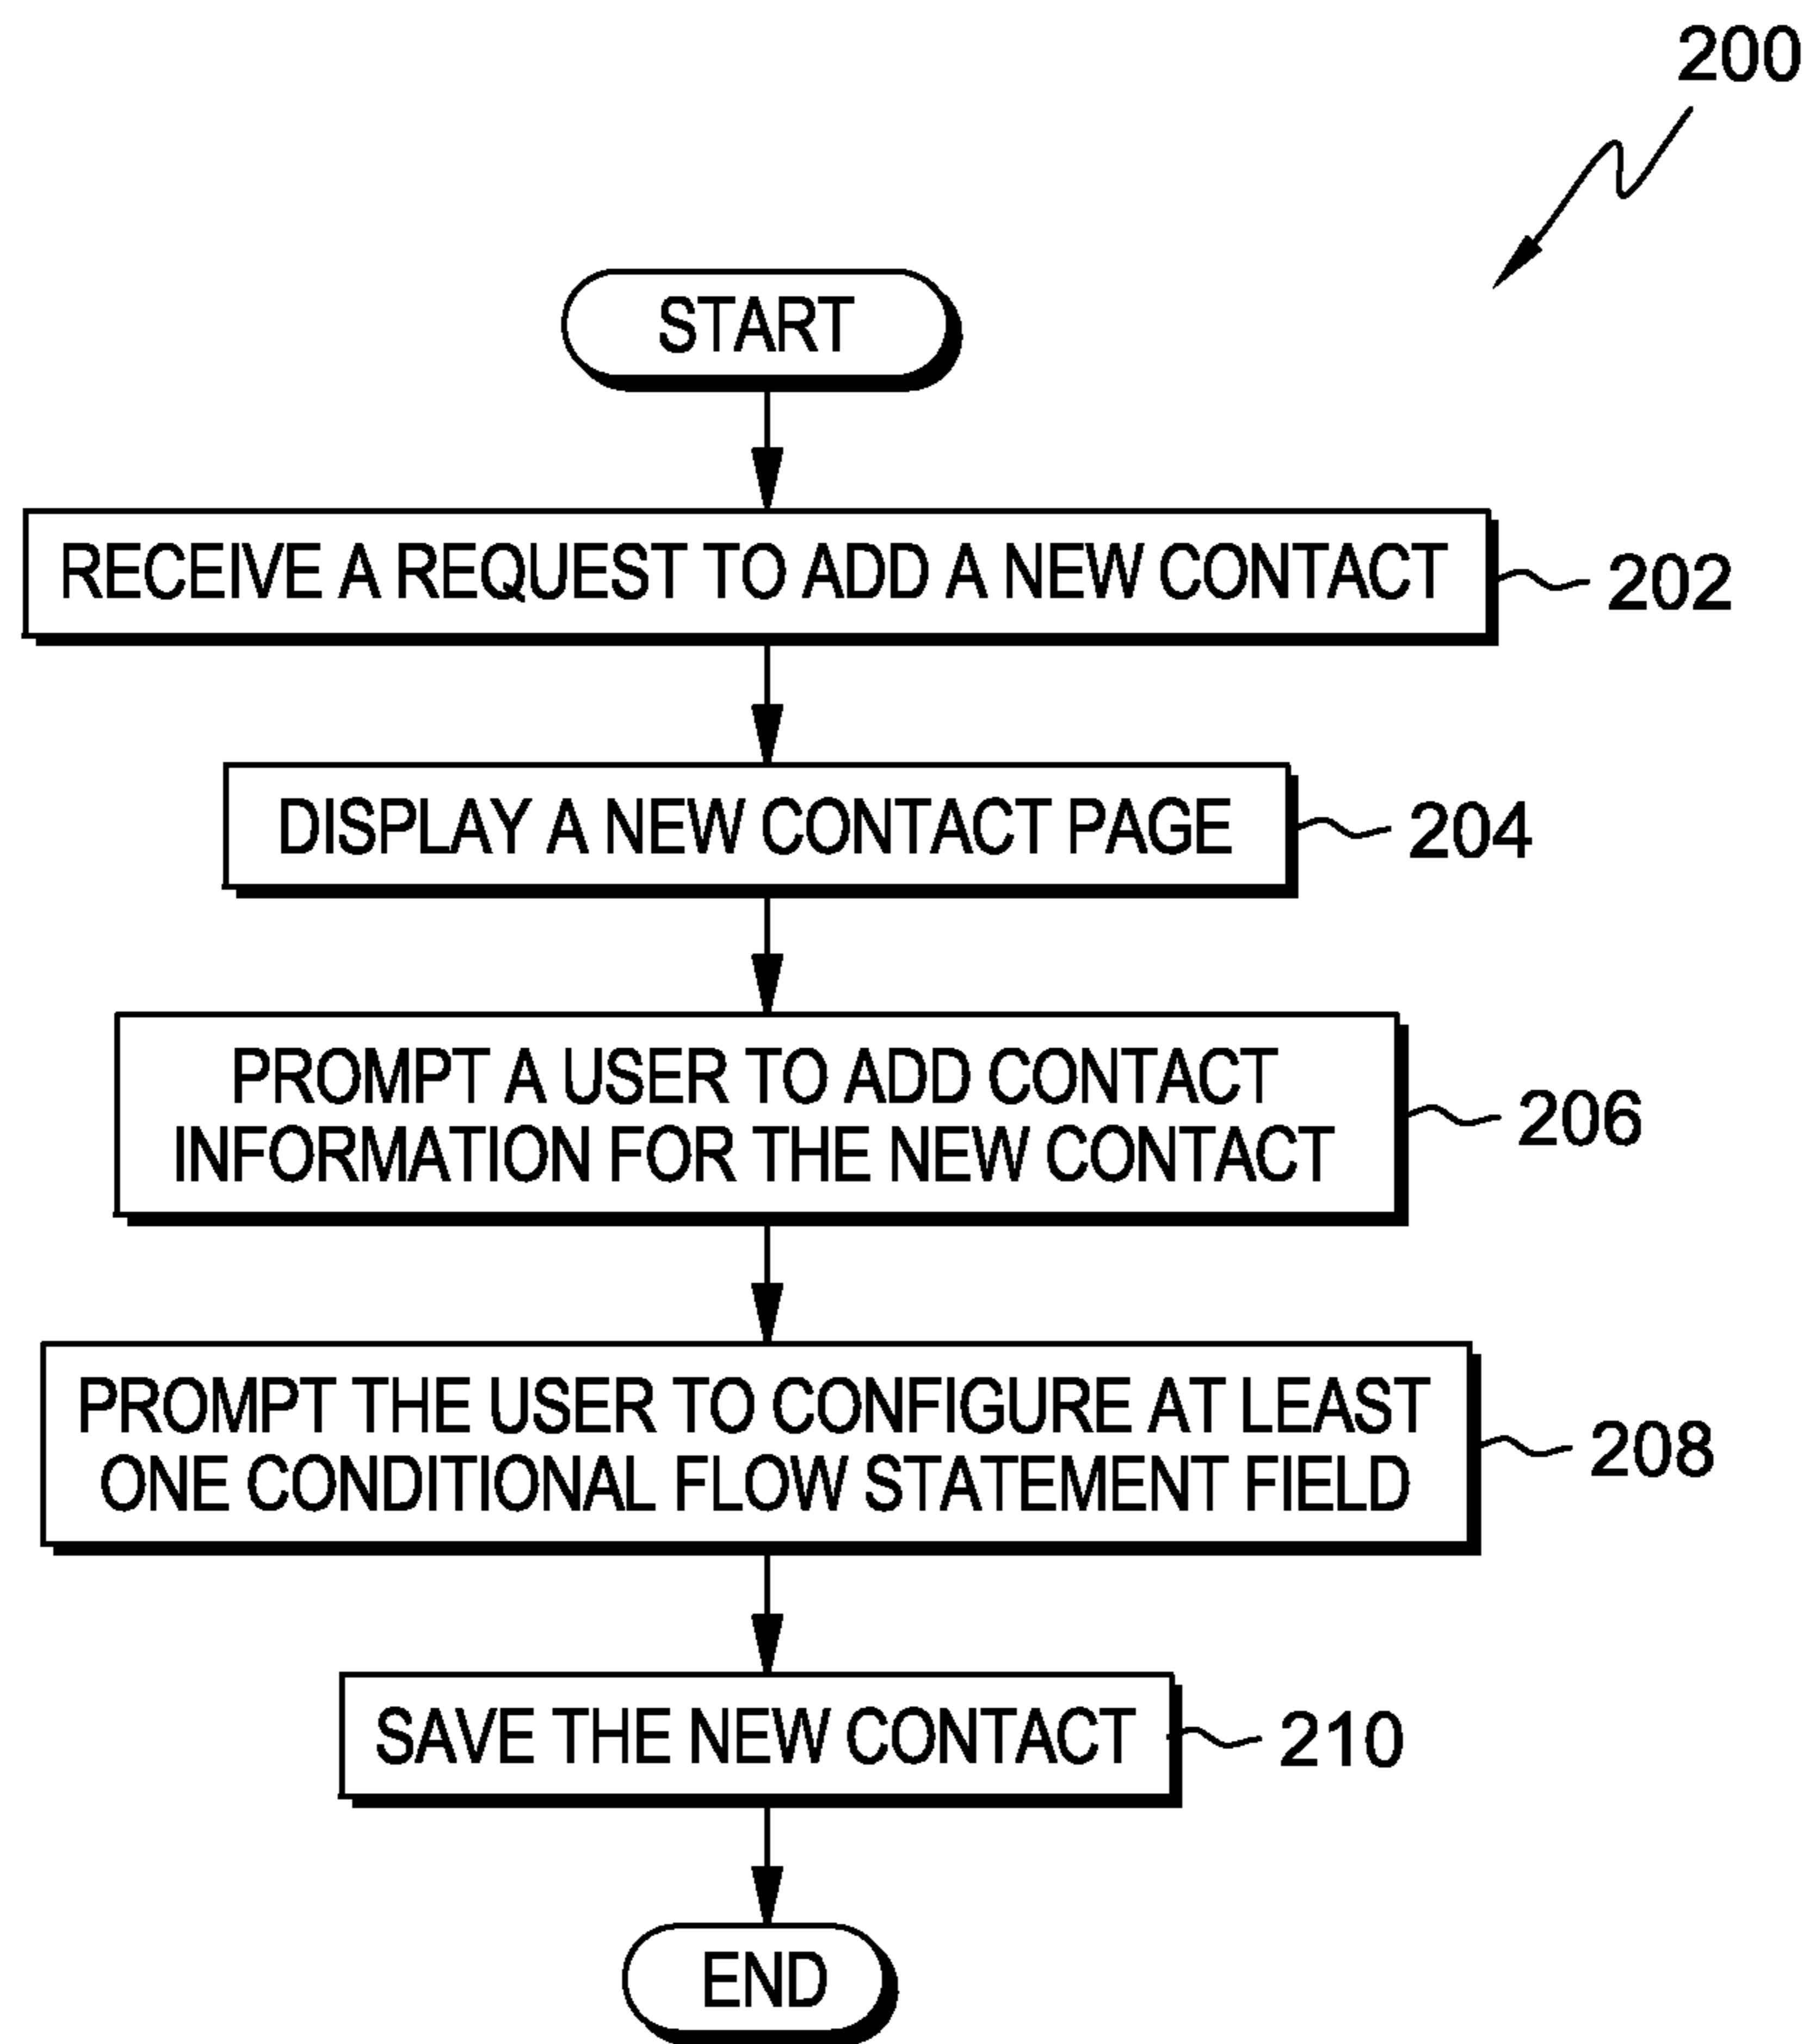 200
START
RECEIVE A REQUEST TO ADD A NEW CONTACT
202
DISPLAY A NEW CONTACT PAGE
204
PROMPT A USER TO ADD CONTACT
INFORMATION FOR THE NEW CONTACT
206
PROMPT THE USER TO CONFIGURE AT LEAST
ONE CONDITIONAL FLOW STATEMENT FIELD
208
SAVE THE NEW CONTACT
210
END